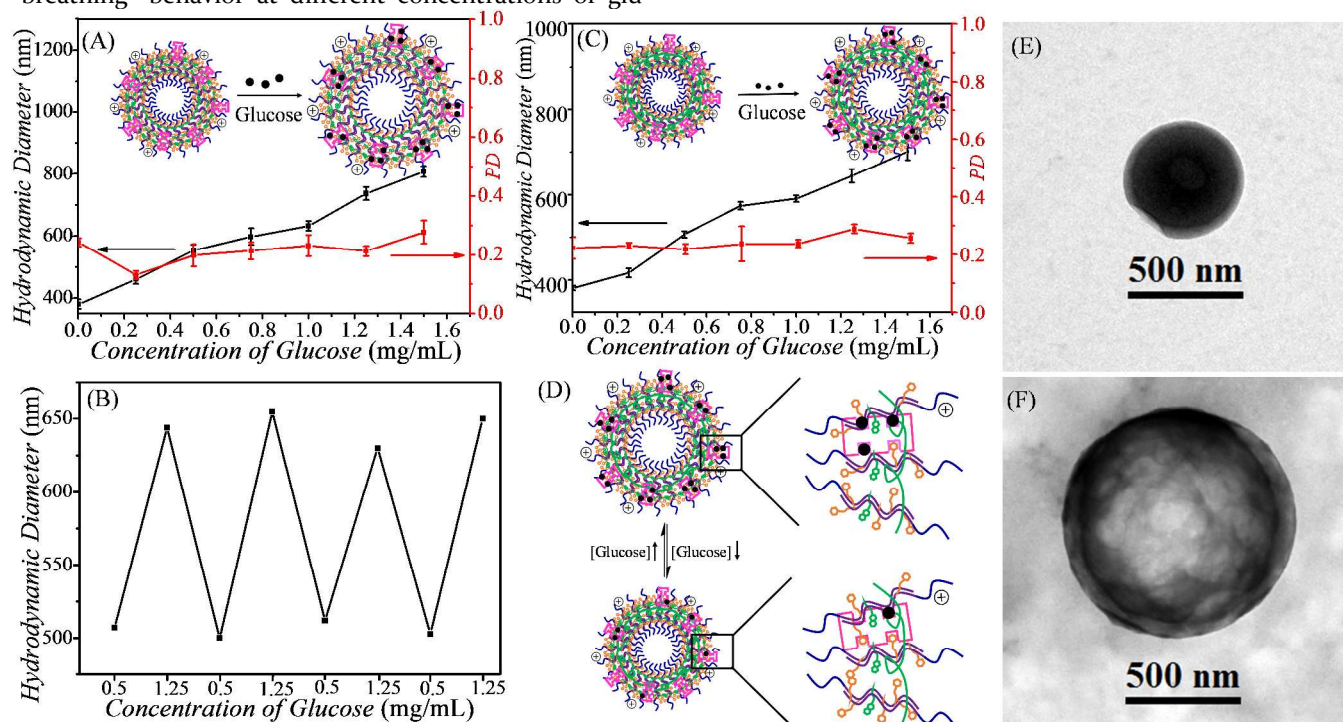 breathing" behavior at different concentrations of glu-
(A)
Hydrodynamic Diameter (nm)
1200
1000
800
600
400
1.0
0.8
0.6
0.4
0.2
0.0
PD
Glucose
0.0 0.2 0.4 0.6 0.8 1.0 1.2 1.4 1.6
Concentration of Glucose (mg/mL)
(C)
Hydrodynamic Diameter (nm)
1000
800
600
400
1.0
0.8
0.6
0.4
0.2
0.0
PD
Glucose
0.0 0.2 0.4 0.6 0.8 1.0 1.2 1.4 1.6
Concentration of Glucose (mg/mL)
(E)
500 nm
(B)
Hydrodynamic Diameter (nm)
650
600
550
500
0.5 1.25 0.5 1.25 0.5 1.25 0.5 1.25
Concentration of Glucose (mg/mL)
(D)
[Glucose]↑ [Glucose]↓
(F)
500 nm